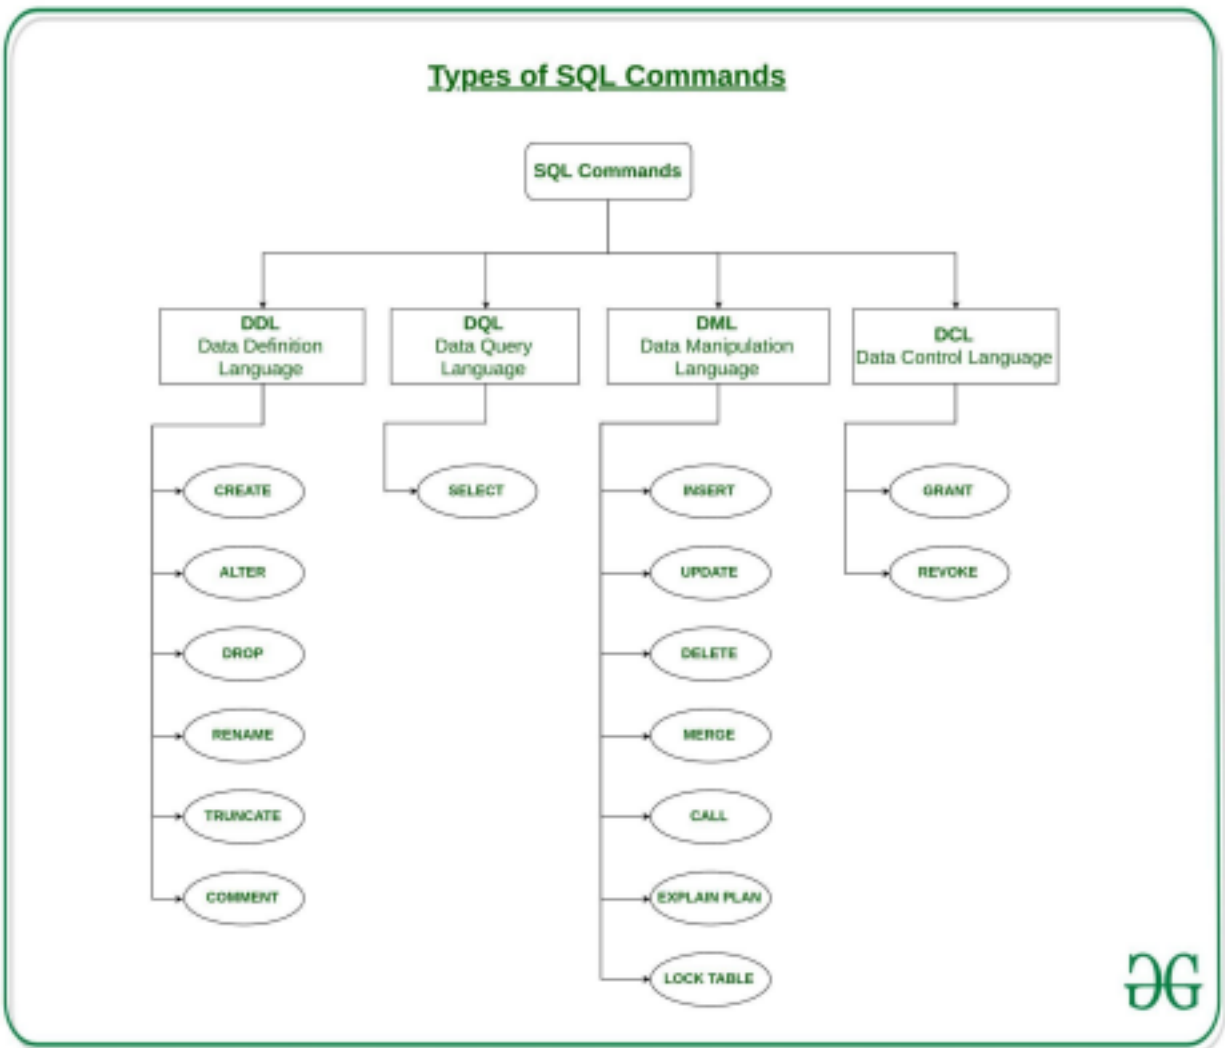 Types of SQL Commands
SQL Commands
DDL
Data Definition
Language
DQL
Data Query
Language
DML
Data Manipulation
Language
DCL
Data Control Language
CREATE
ALTER
DROP
RENAME
TRUNCATE
COMMENT
SELECT
INSERT
UPDATE
DELETE
MERGE
CALL
EXPLAIN PLAN
LOCK TABLE
GRANT
REVOKE